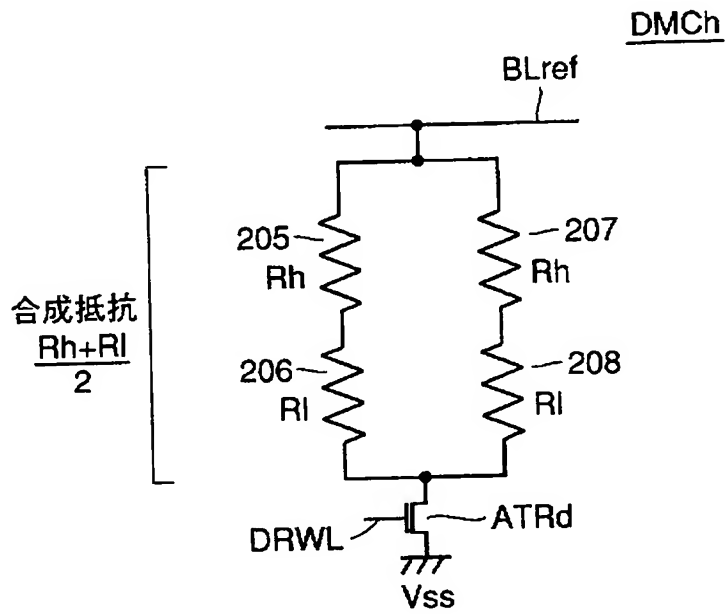 DMCh
BLref
205
207
Rh
Rh
合成抵抗
Rh+Rl
2
206
208
Rl
Rl
DRWL
ATRd
Vss